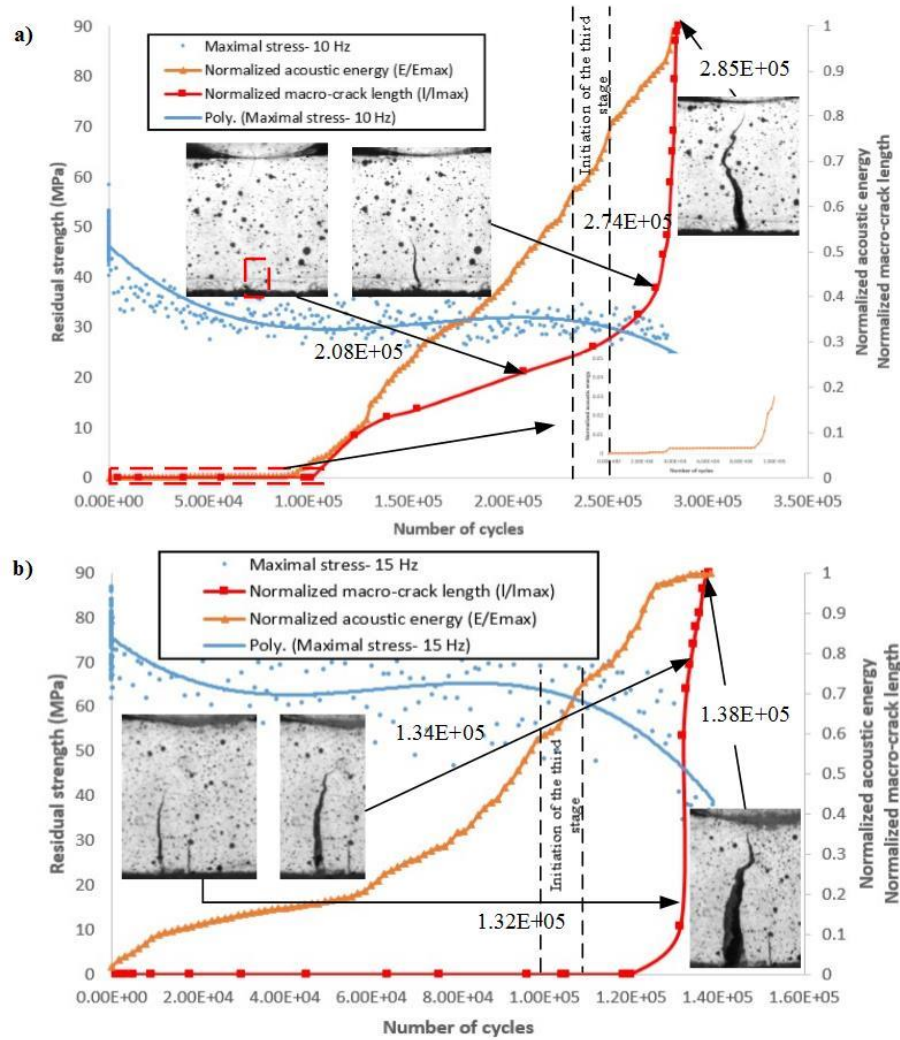 a)
Maximal stress- 10 Hz
Normalized acoustic energy (E/Emax)
Normalized macro-crack length (l/lmax)
Poly. (Maximal stress- 10 Hz)
Initiation of the third
stage
2.85E+05
2.74E+05
2.08E+05
90
80
70
60
50
40
30
20
10
0
Residual strength (MPa)
1
0.9
0.8
0.7
0.6
0.5
0.4
0.3
0.2
0.1
0
Normalized acoustic energy
Normalized macro-crack length
Normalized acoustic energy
Number of cycles
0.00E+00 5.00E+04 1.00E+05 1.50E+05 2.00E+05 2.50E+05 3.00E+05 3.50E+05
Number of cycles
b)
Maximal stress- 15 Hz
Normalized macro-crack length (l/lmax)
Normalized acoustic energy (E/Emax)
Poly. (Maximal stress- 15 Hz)
1.34E+05
1.38E+05
Initiation of the third
stage
1.32E+05
90
80
70
60
50
40
30
20
10
0
Residual strength (MPa)
1
0.9
0.8
0.7
0.6
0.5
0.4
0.3
0.2
0.1
0
Normalized acoustic energy
Normalized macro-crack length
0.00E+00 2.00E+04 4.00E+04 6.00E+04 8.00E+04 1.00E+05 1.20E+05 1.40E+05 1.60E+05
Number of cycles